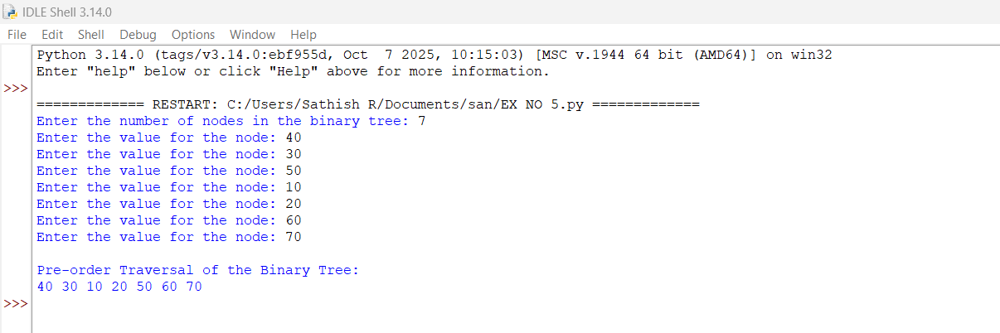 IDLE Shell 3.14.0
File Edit Shell Debug Options Window Help
Python 3.14.0 (tags/v3.14.0:ebf955d, Oct  7 2025, 10:15:03) [MSC v.1944 64 bit (AMD64)] on win32
Enter "help" below or click "Help" above for more information.
>>>
============= RESTART: C:/Users/Sathish R/Documents/san/EX NO 5.py =============
Enter the number of nodes in the binary tree: 7
Enter the value for the node: 40
Enter the value for the node: 30
Enter the value for the node: 50
Enter the value for the node: 10
Enter the value for the node: 20
Enter the value for the node: 60
Enter the value for the node: 70
Pre-order Traversal of the Binary Tree:
40 30 10 20 50 60 70
>>>